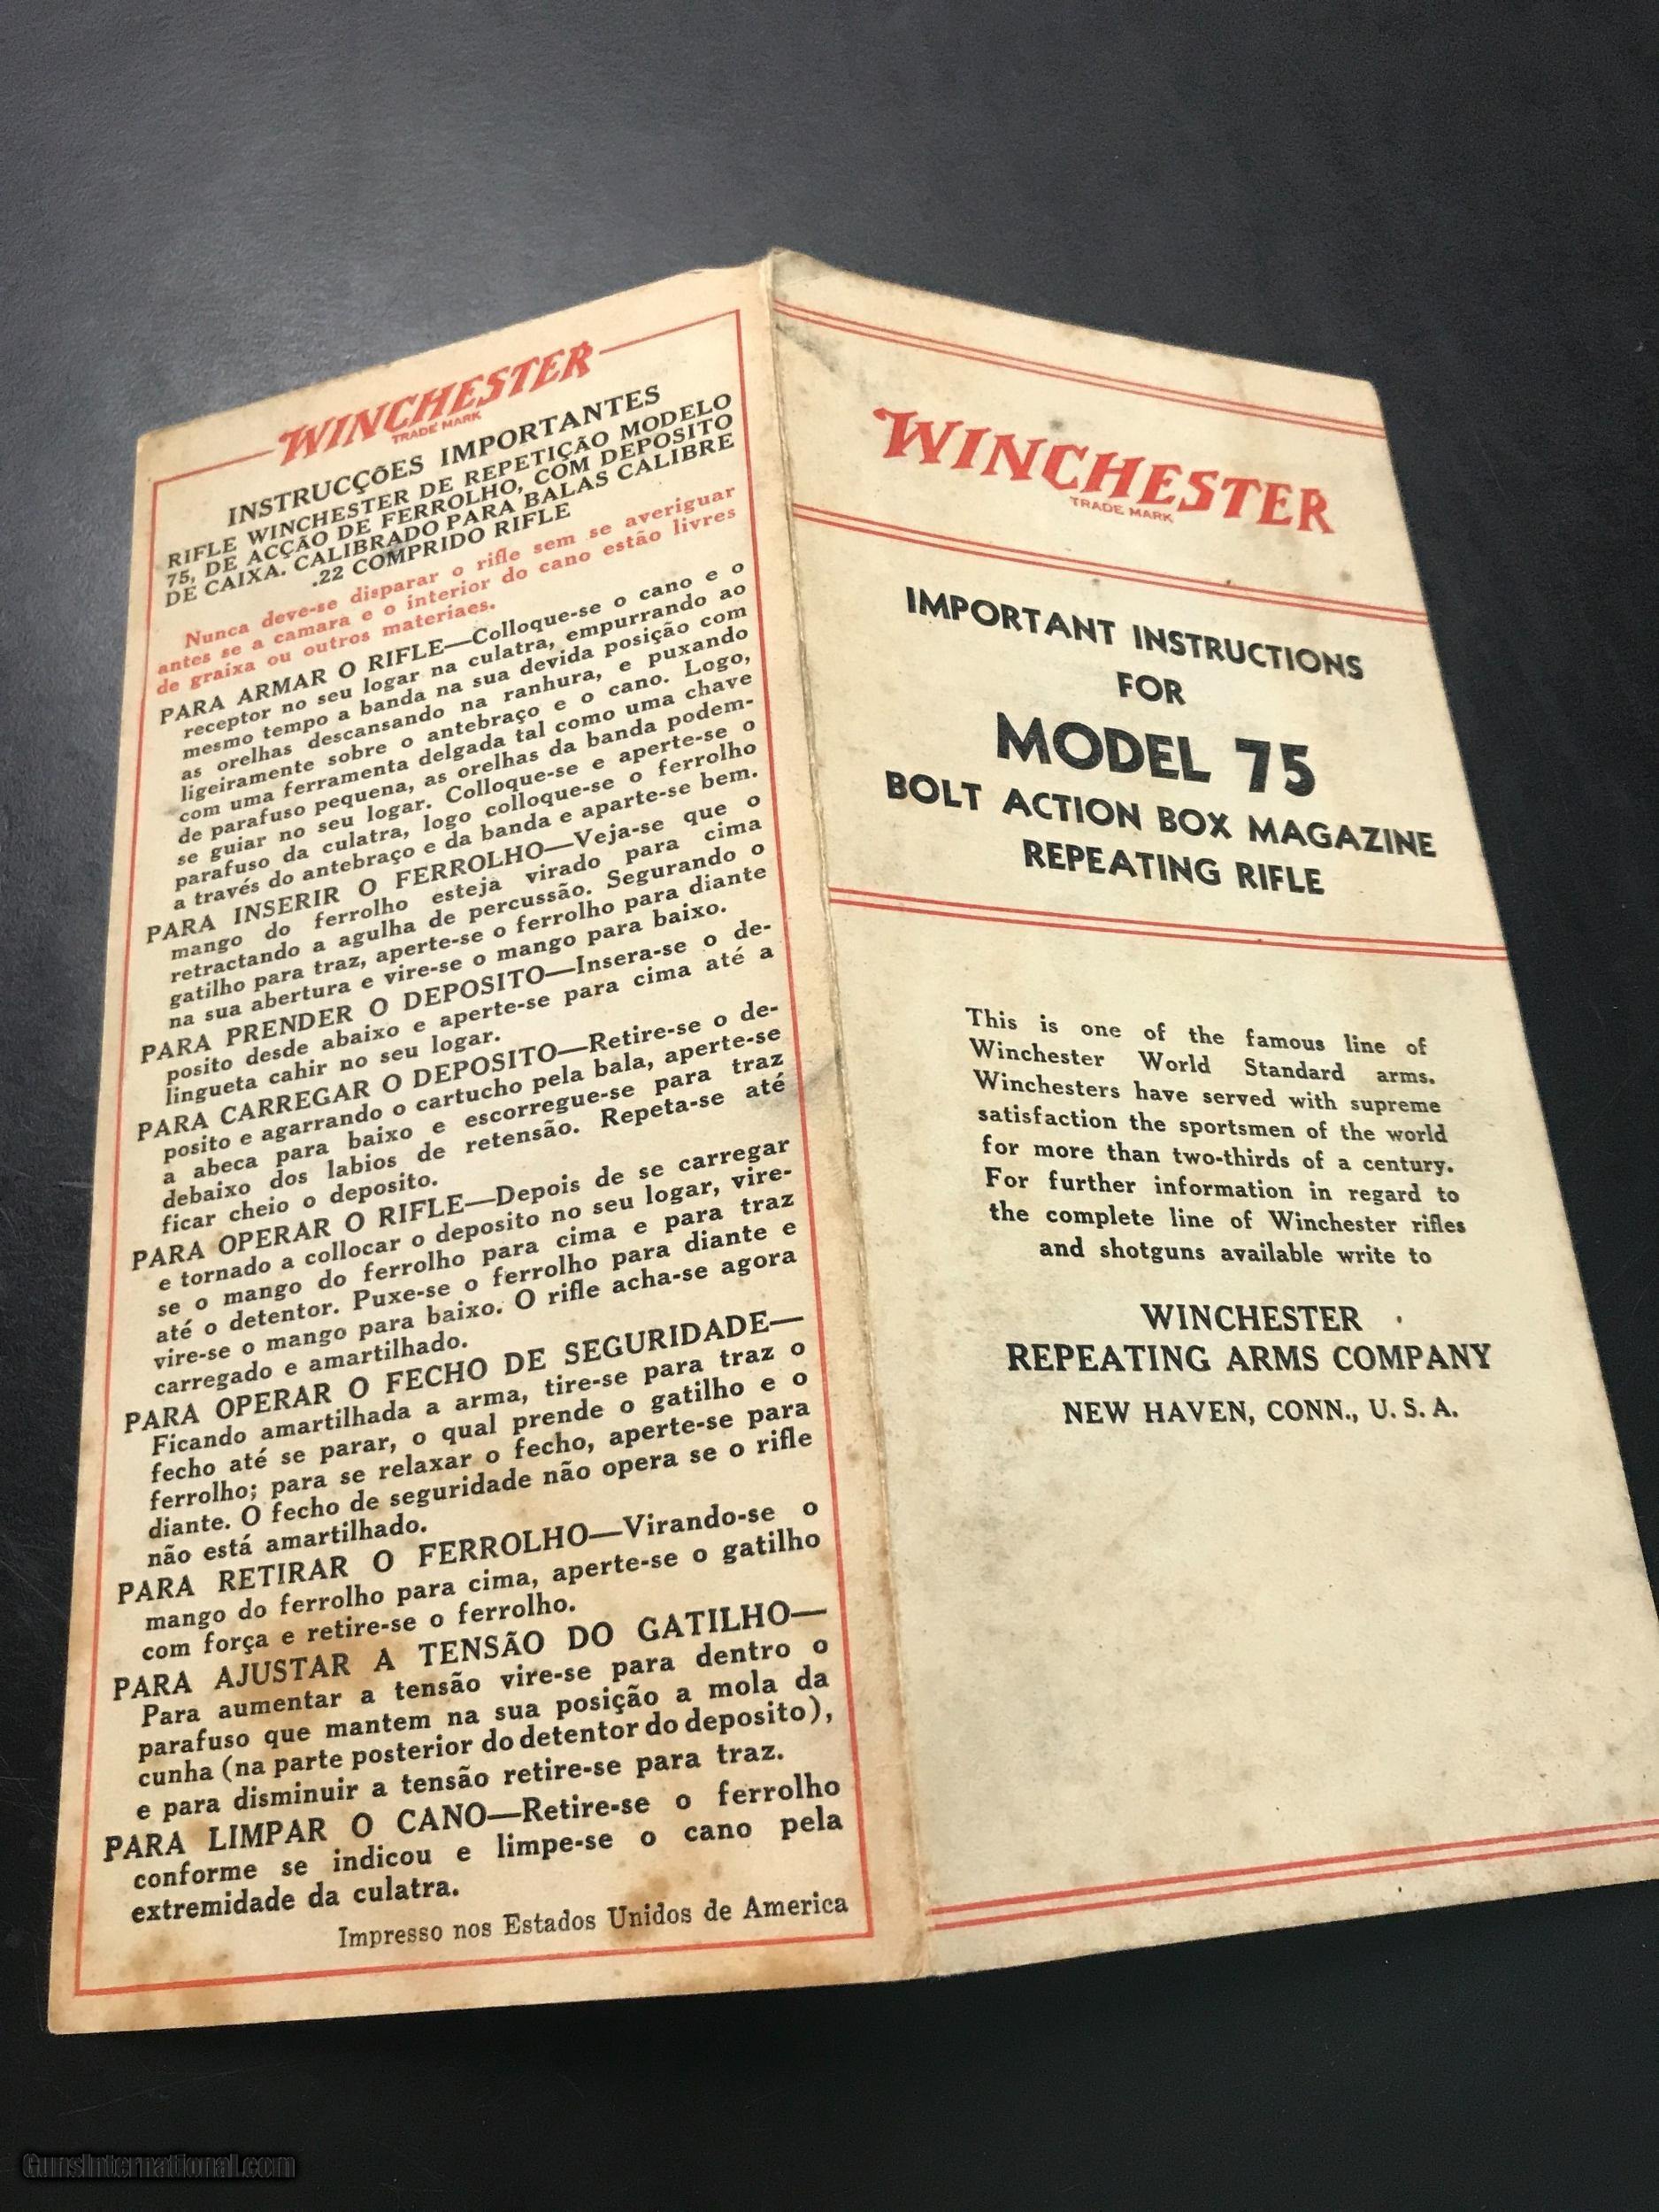 WINCHESTER
TRADE MARK
INSTRUCÇÕES IMPORTANTES
RIFLE WINCHESTER DE REPETIÇÃO MODELO
75, DE ACÇÃO DE FERROLHO, COM DEPOSITO
DE CAIXA. CALIBRADO PARA BALAS CALIBRE
.22 COMPRIDO RIFLE
Nunca deve-se disparar o rifle sem se averiguar
antes se a camara e o interior do cano estão livres
de graixa ou outros materiaes.
PARA ARMAR O RIFLE—Colloque-se o cano e o
receptor no seu logar na culatra, empurrando ao
mesmo tempo a banda na sua devida posição com
as orelhas descansando na ranhura, e puxando
ligeiramente sobre o antebraço e o cano. Logo,
com uma ferramenta delgada tal como uma chave
de parafuso pequena, as orelhas da banda podem-
se guiar no seu logar. Colloque-se e aperte-se o
parafuso da culatra, logo colloque-se o ferrolho
a través do antebraço e da banda e aparte-se bem.
PARA INSERIR O FERROLHO—Veja-se que o
mango do ferrolho esteja virado para cima
retractando a agulha de percussão. Segurando o
gatilho para traz, aperte-se o ferrolho para diante
na sua abertura e vire-se o mango para baixo.
PARA PRENDER O DEPOSITO—Insera-se o de-
posito desde abaixo e aperte-se para cima até a
lingueta cahir no seu logar.
PARA CARREGAR O DEPOSITO—Retire-se o de-
posito e agarrando o cartucho pela bala, aperte-se
a abeca para baixo e escorregue-se para traz
debaixo dos labios de retensão. Repeta-se até
ficar cheio o deposito.
PARA OPERAR O RIFLE—Depois de se carregar
e tornado a collocar o deposito no seu logar, vire-
se o mango do ferrolho para cima e para traz
até o detentor. Puxe-se o ferrolho para diante e
vire-se o mango para baixo. O rifle acha-se agora
carregado e amartilhado.
PARA OPERAR O FECHO DE SEGURIDADE—
Ficando amartilhada a arma, tire-se para traz o
fecho até se parar, o qual prende o gatilho e o
ferrolho; para se relaxar o fecho, aperte-se para
diante. O fecho de seguridade não opera se o rifle
não está amartilhado.
PARA RETIRAR O FERROLHO—Virando-se o
mango do ferrolho para cima, aperte-se o gatilho
com força e retire-se o ferrolho.
PARA AJUSTAR A TENSÃO DO GATILHO—
Para aumentar a tensão vire-se para dentro o
parafuso que mantem na sua posição a mola da
cunha (na parte posterior do detentor do deposito),
e para disminuir a tensão retire-se para traz.
PARA LIMPAR O CANO—Retire-se o ferrolho
conforme se indicou e limpe-se o cano pela
extremidade da culatra.
Impresso nos Estados Unidos de America
WINCHESTER
TRADE MARK
IMPORTANT INSTRUCTIONS
FOR
MODEL 75
BOLT ACTION BOX MAGAZINE
REPEATING RIFLE
This is one of the famous line of
Winchester World Standard arms.
Winchesters have served with supreme
satisfaction the sportsmen of the world
for more than two-thirds of a century.
For further information in regard to
the complete line of Winchester rifles
and shotguns available write to
WINCHESTER
REPEATING ARMS COMPANY
NEW HAVEN, CONN., U. S. A.
GunsInternational.com